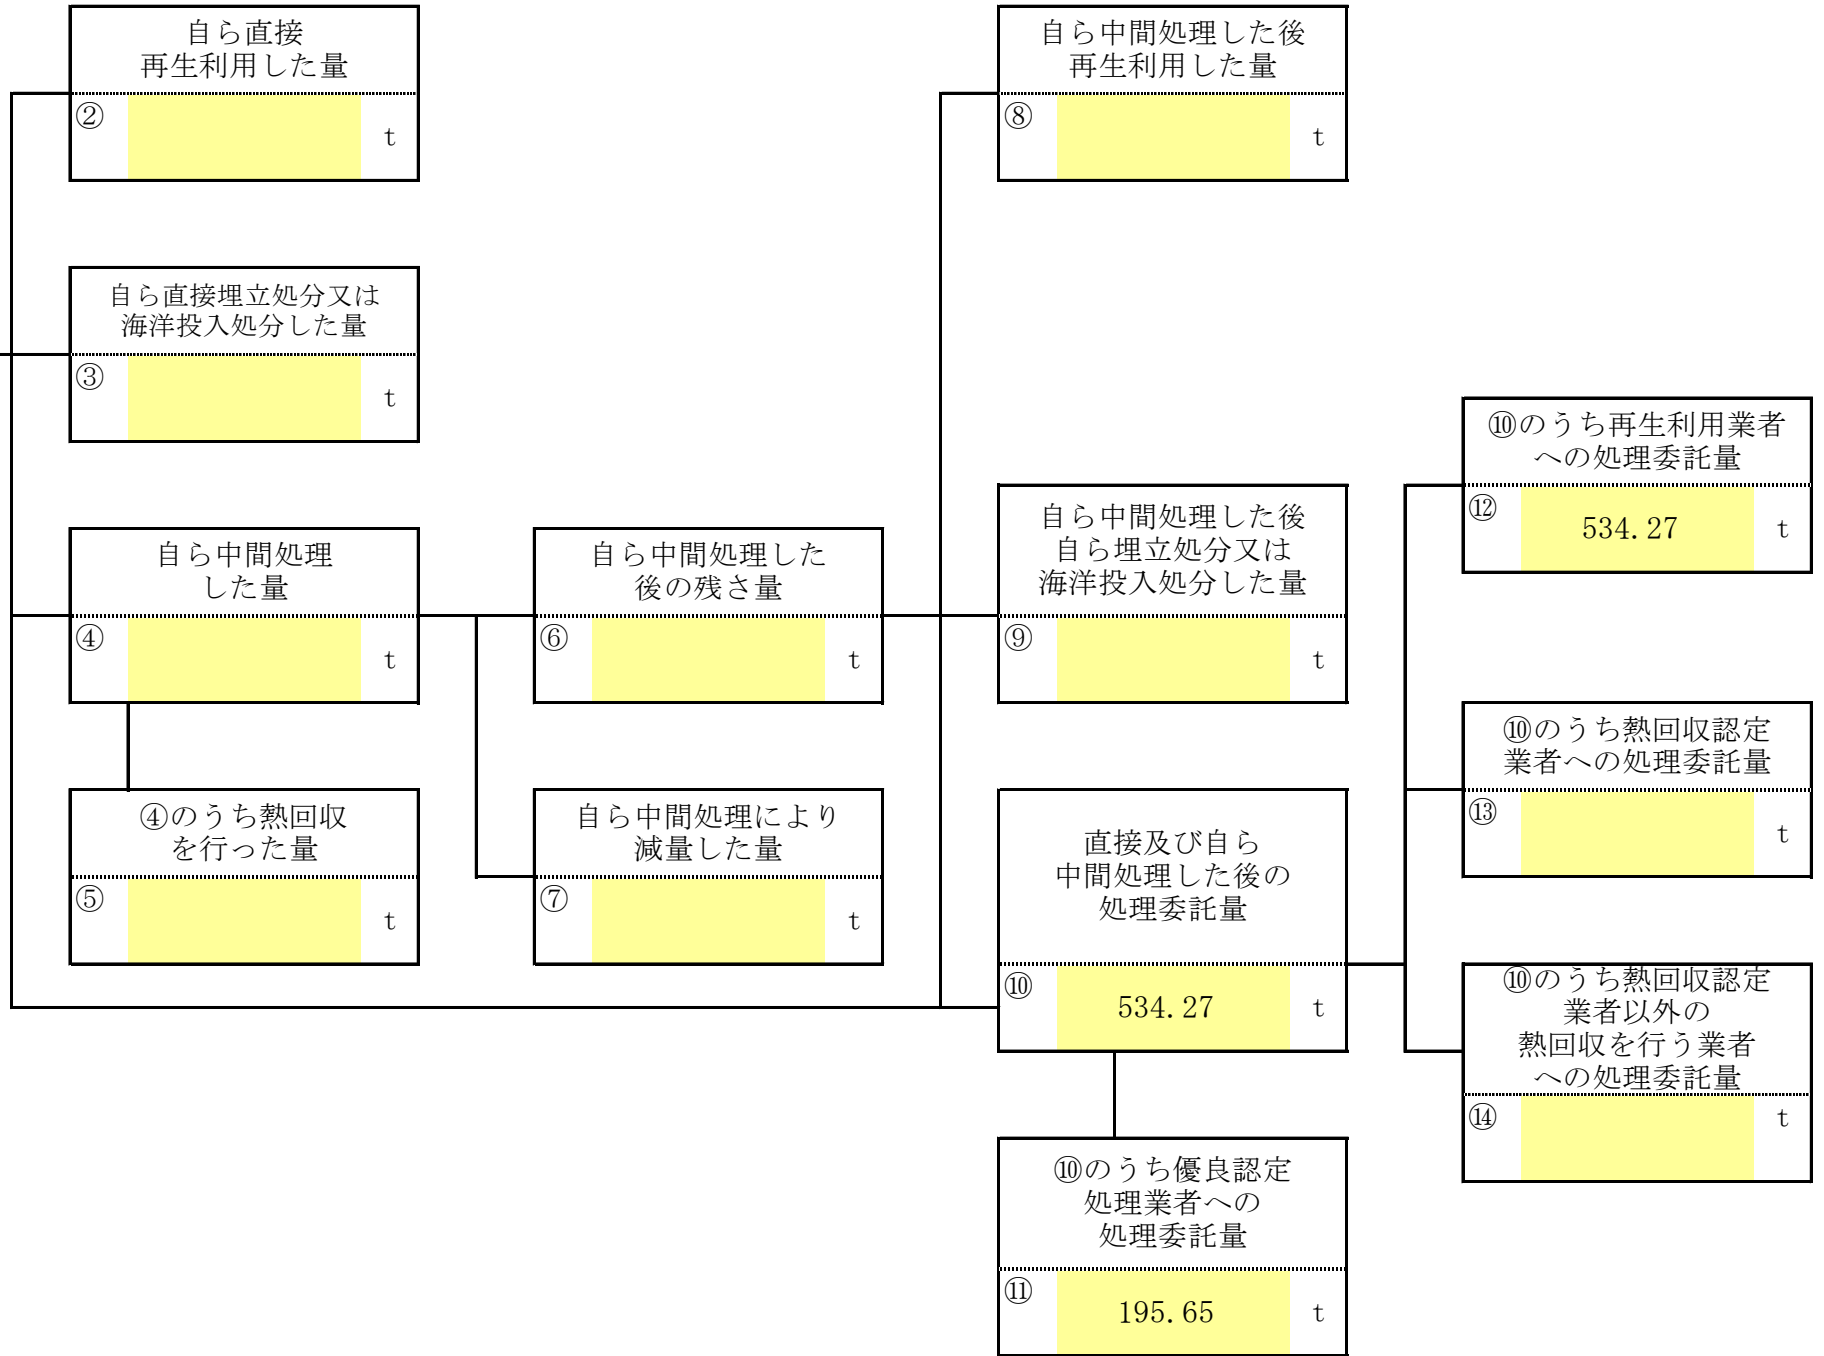 自ら直接
再生利用した量
②
t
自ら中間処理した後
再生利用した量
⑧
t
自ら直接埋立処分又は
海洋投入処分した量
③
t
⑩のうち再生利用業者
への処理委託量
⑫
534.27
t
自ら中間処理
した量
④
t
自ら中間処理した
後の残さ量
⑥
t
自ら中間処理した後
自ら埋立処分又は
海洋投入処分した量
⑨
t
⑩のうち熱回収認定
業者への処理委託量
⑬
t
④のうち熱回収
を行った量
⑤
t
自ら中間処理により
減量した量
⑦
t
直接及び自ら
中間処理した後の
処理委託量
⑩
534.27
t
⑩のうち熱回収認定
業者以外の
熱回収を行う業者
への処理委託量
⑭
t
⑩のうち優良認定
処理業者への
処理委託量
⑪
195.65
t